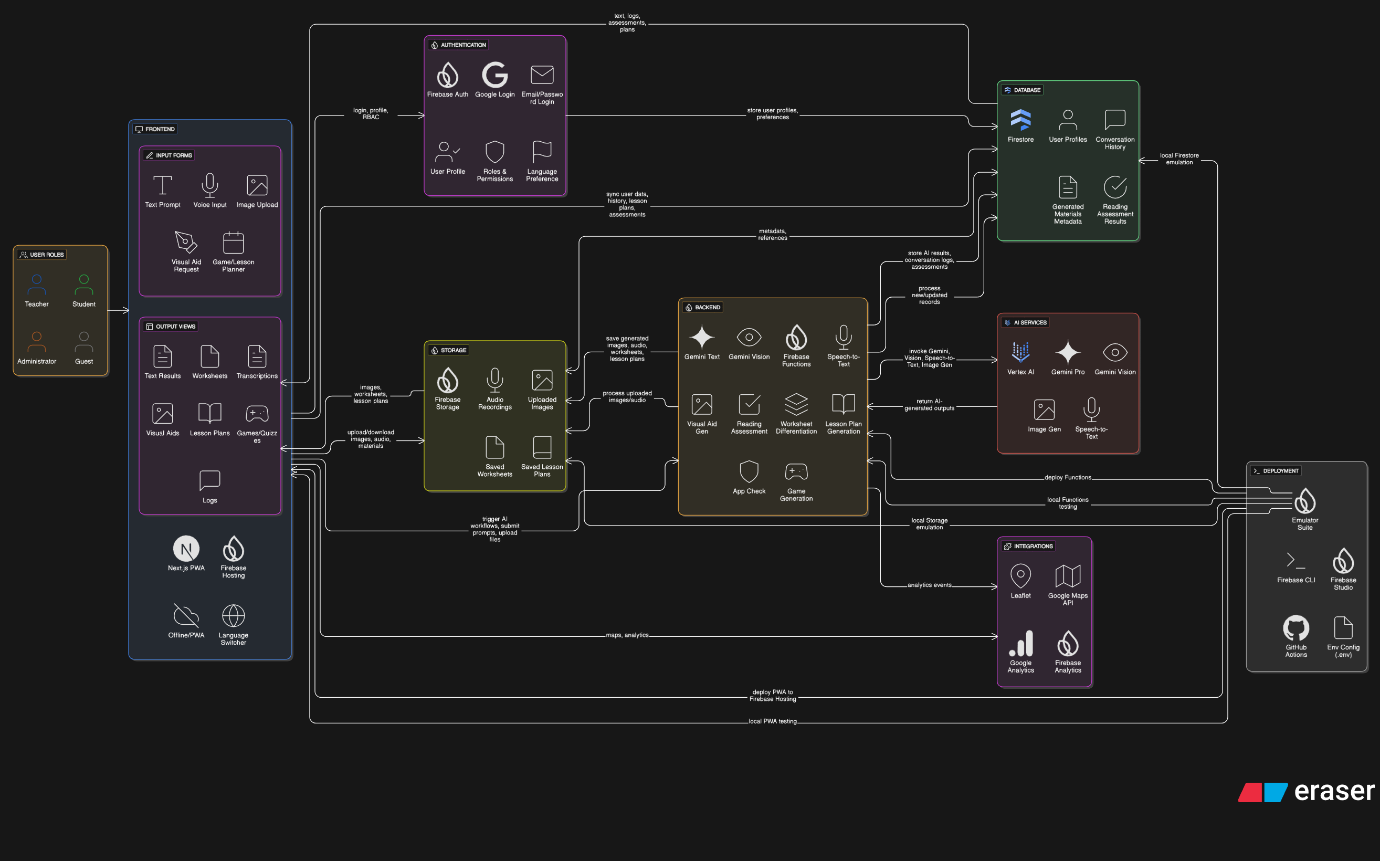 text, logs,
assessments,
plans
AUTHENTICATION
Firebase Auth
Google Login
Email/Passwo
rd Login
User Profile
Roles &
Permissions
Language
Preference
login, profile,
RBAC
store user profiles,
preferences
DATABASE
Firestore
User Profiles
Conversation
History
Generated
Materials
Metadata
Reading
Assessment
Results
local Firestore
emulation
FRONTEND
INPUT FORMS
Text Prompt
Voice Input
Image Upload
Visual Aid
Request
Game/Lesson
Planner
USER ROLES
Teacher
Student
Administrator
Guest
sync user data,
history, lesson
plans,
assessments
metadata,
references
store AI results,
conversation logs,
assessments
process
new/updated
records
OUTPUT VIEWS
Text Results
Worksheets
Transcriptions
Visual Aids
Lesson Plans
Games/Quizz
es
Logs
Next.js PWA
Firebase
Hosting
Offline/PWA
Language
Switcher
images,
worksheets,
lesson plans
upload/download
images, audio,
materials
STORAGE
Firebase
Storage
Audio
Recordings
Uploaded
Images
Saved
Worksheets
Saved Lesson
Plans
save generated
images, audio,
worksheets,
lesson plans
process uploaded
images/audio
BACKEND
Gemini Text
Gemini Vision
Firebase
Functions
Speech-to-
Text
Visual Aid
Gen
Reading
Assessment
Worksheet
Differentiation
Lesson Plan
Generation
App Check
Game
Generation
invoke Gemini,
Vision, Speech-to-
Text, Image Gen
return AI-
generated outputs
AI SERVICES
Vertex AI
Gemini Pro
Gemini Vision
Image Gen
Speech-to-
Text
trigger AI
workflows, submit
prompts, upload
files
deploy Functions
local Functions
testing
local Storage
emulation
DEPLOYMENT
Emulator
Suite
Firebase CLI
Firebase
Studio
GitHub
Actions
Env Config
(.env)
INTEGRATIONS
Leaflet
Google Maps
API
Google
Analytics
Firebase
Analytics
analytics events
maps, analytics
deploy PWA to
Firebase Hosting
local PWA testing
eraser